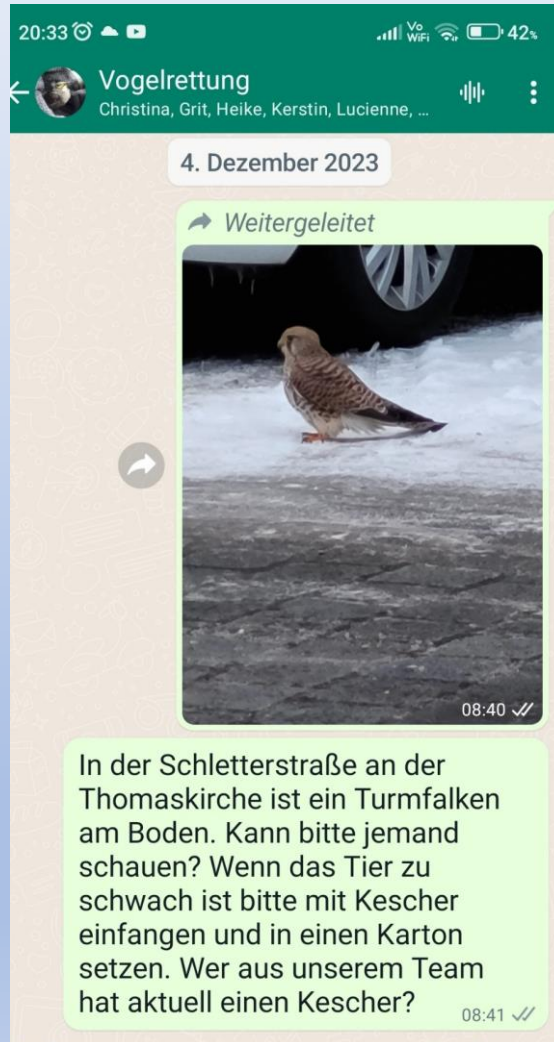 20:33 Vo WiFi 42%
Vogelrettung
Christina, Grit, Heike, Kerstin, Lucienne, ...
4. Dezember 2023
Weitergeleitet
08:40
In der Schletterstraße an der
Thomaskirche ist ein Turmfalken
am Boden. Kann bitte jemand
schauen? Wenn das Tier zu
schwach ist bitte mit Kescher
einfangen und in einen Karton
setzen. Wer aus unserem Team
hat aktuell einen Kescher?
08:41